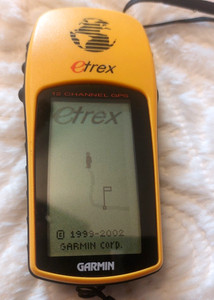 etrex
12 CHANNEL GPS
etrex
© 1999-2002
GARMIN Corp.
GARMIN